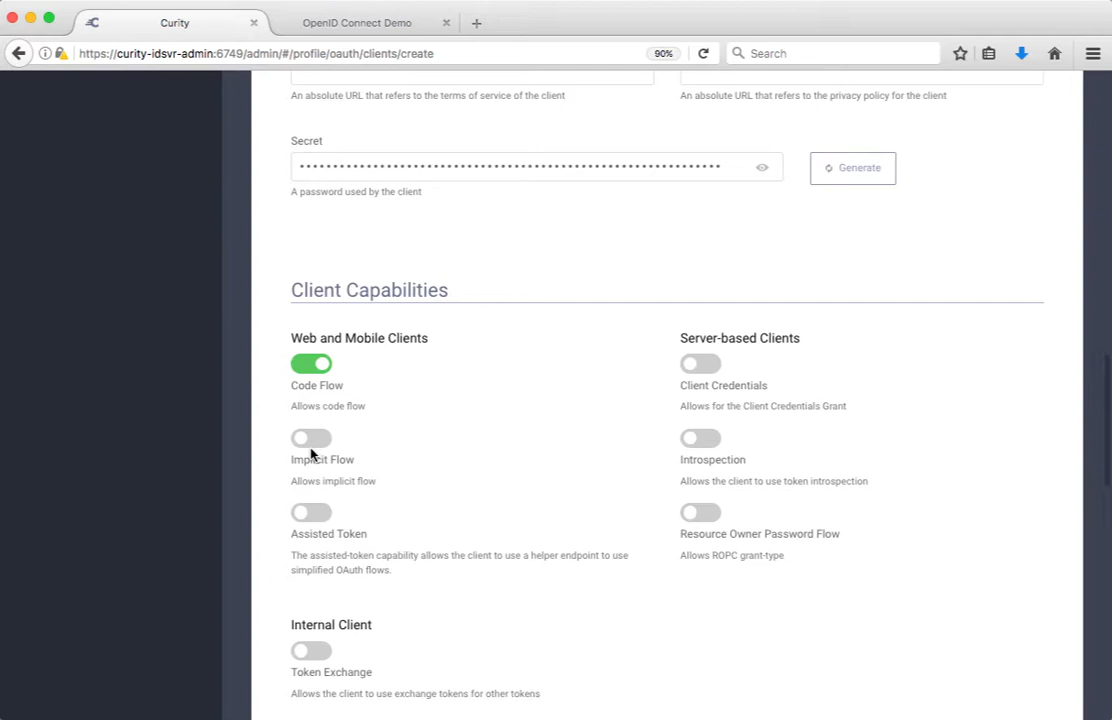 Curity
OpenID Connect Demo
https://curity-idsvr-admin:6749/admin/#/profile/oauth/clients/create
90%
Search
An absolute URL that refers to the terms of service of the client
An absolute URL that refers to the privacy policy for the client
Secret
Generate
A password used by the client
Client Capabilities
Web and Mobile Clients
Server-based Clients
Code Flow
Client Credentials
Allows code flow
Allows for the Client Credentials Grant
Implicit Flow
Introspection
Allows implicit flow
Allows the client to use token introspection
Assisted Token
Resource Owner Password Flow
The assisted-token capability allows the client to use a helper endpoint to use
Allows ROPC grant-type
simplified OAuth flows.
Internal Client
Token Exchange
Allows the client to use exchange tokens for other tokens